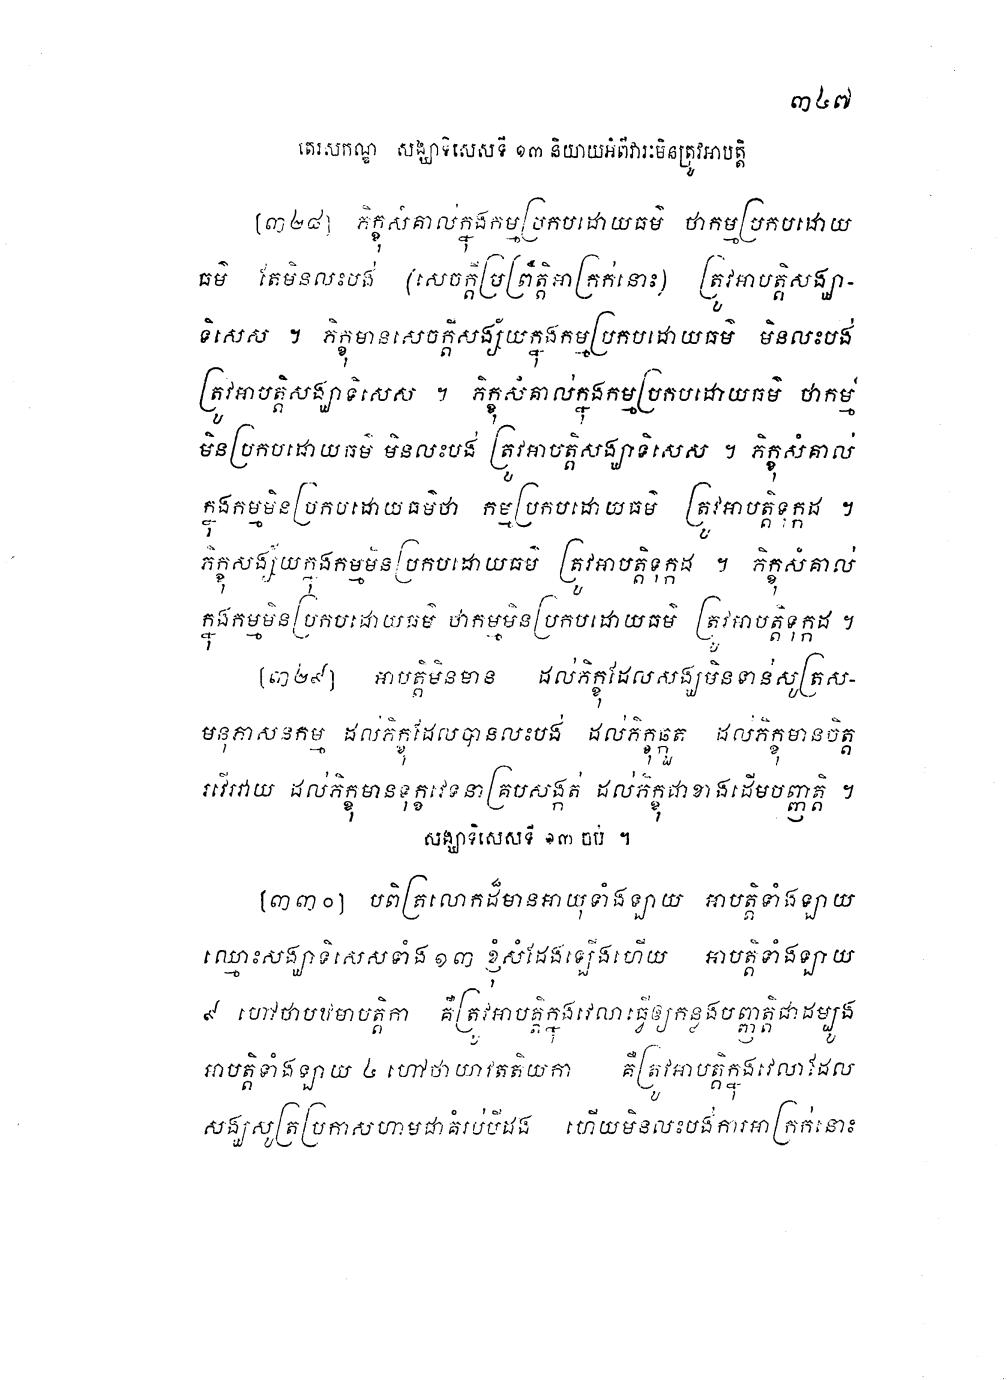 ៣៤៧
តេរសកណ្ឌ សង្ឃាទិសេសទី ១៣ និយាយអំពីវារៈមិនត្រូវអាបត្តិ
[៣២៨] ភិក្ខុសំគាល់ក្នុងកម្មប្រកបដោយធម៌ ថាកម្មប្រកបដោយ
ធម៌ តែមិនលះបង់ (សេចក្តីប្រព្រឹត្តិអាក្រក់នោះ) ត្រូវអាបត្តិសង្ឃា-
ទិសេស ។ ភិក្ខុមានសេចក្តីសង្ស័យក្នុងកម្មប្រកបដោយធម៌ មិនលះបង់
ត្រូវអាបត្តិសង្ឃាទិសេស ។ ភិក្ខុសំគាល់ក្នុងកម្មប្រកបដោយធម៌ ថាកម្ម
មិនប្រកបដោយធម៌ មិនលះបង់ ត្រូវអាបត្តិសង្ឃាទិសេស ។ ភិក្ខុសំគាល់
ក្នុងកម្មមិនប្រកបដោយធម៌ថា កម្មប្រកបដោយធម៌ ត្រូវអាបត្តិទុក្កដ ។
ភិក្ខុសង្ស័យក្នុងកម្មមិនប្រកបដោយធម៌ ត្រូវអាបត្តិទុក្កដ ។ ភិក្ខុសំគាល់
ក្នុងកម្មមិនប្រកបដោយធម៌ ថាកម្មមិនប្រកបដោយធម៌ ត្រូវអាបត្តិទុក្កដ ។
[៣២៩] អាបត្តិមិនមាន ដល់ភិក្ខុដែលសង្ឃមិនទាន់សូត្រស-
មនុភាសនកម្ម ដល់ភិក្ខុដែលបានលះបង់ ដល់ភិក្ខុឆ្កួត ដល់ភិក្ខុមានចិត្ត
រវើរវាយ ដល់ភិក្ខុមានទុក្ខវេទនាគ្របសង្កត់ ដល់ភិក្ខុជាខាងដើមបញ្ញត្តិ ។
សង្ឃាទិសេសទី ១៣ ចប់ ។
[៣៣០] បពិត្រលោកដ៏មានអាយុទាំងឡាយ អាបត្តិទាំងឡាយ
ឈ្មោះសង្ឃាទិសេសទាំង ១៣ ខ្ញុំសំដែងឡើងហើយ អាបត្តិទាំងឡាយ
៩ ហៅថាបឋមាបត្តិកា គឺត្រូវអាបត្តិក្នុងវេលាធ្វើឲ្យកន្លងបញ្ញត្តិជាដម្បូង
អាបត្តិទាំងឡាយ ៤ ហៅថាយាវតតិយកា គឺត្រូវអាបត្តិក្នុងវេលាដែល
សង្ឃសូត្រប្រកាសហាមជាគំរប់បីដង ហើយមិនលះបង់ការអាក្រក់នោះ